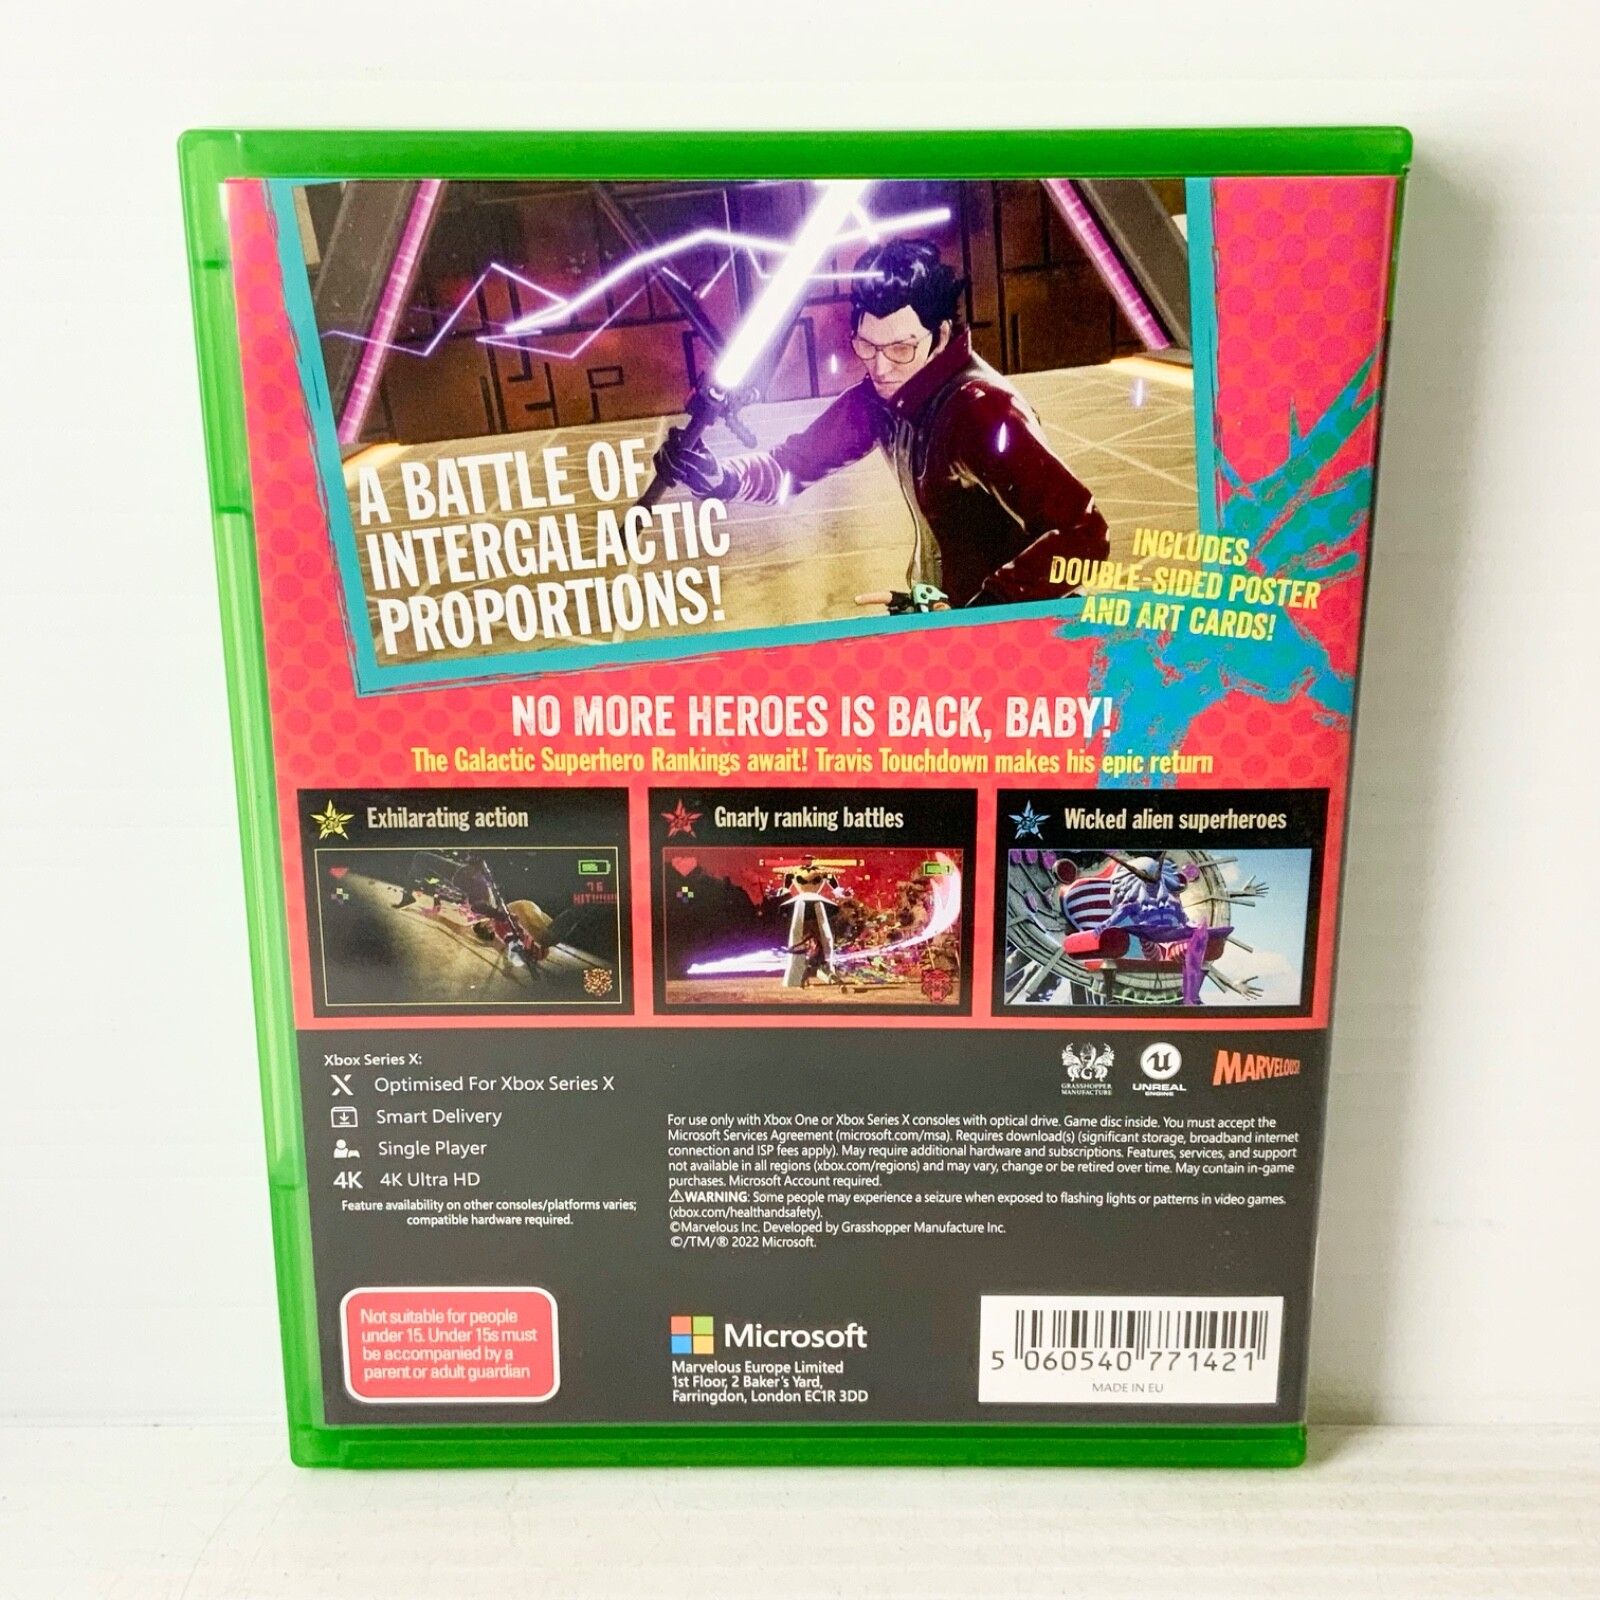 A BATTLE OF
INTERGALACTIC
PROPORTIONS!
INCLUDES
DOUBLE-SIDED POSTER
AND ART CARDS!
NO MORE HEROES IS BACK, BABY!
The Galactic Superhero Rankings await! Travis Touchdown makes his epic return
Exhilarating action
Gnarly ranking battles
Wicked alien superheroes
76
HIT!!!!!!
Xbox Series X:
Optimised For Xbox Series X
Smart Delivery
Single Player
4K 4K Ultra HD
Feature availability on other consoles/platforms varies;
compatible hardware required.
GRASSHOPPER
MANUFACTURE
UNREAL
ENGINE
MARVELOUS!
For use only with Xbox One or Xbox Series X consoles with optical drive. Game disc inside. You must accept the
Microsoft Services Agreement (microsoft.com/msa). Requires download(s) (significant storage, broadband internet
connection and ISP fees apply). May require additional hardware and subscriptions. Features, services, and support
not available in all regions (xbox.com/regions) and may vary, change or be retired over time. May contain in-game
purchases. Microsoft Account required.
⚠WARNING: Some people may experience a seizure when exposed to flashing lights or patterns in video games.
(xbox.com/healthandsafety).
©Marvelous Inc. Developed by Grasshopper Manufacture Inc.
©/TM/® 2022 Microsoft.
Not suitable for people
under 15. Under 15s must
be accompanied by a
parent or adult guardian
Microsoft
Marvelous Europe Limited
1st Floor, 2 Baker's Yard,
Farringdon, London EC1R 3DD
5 060540 771421
MADE IN EU